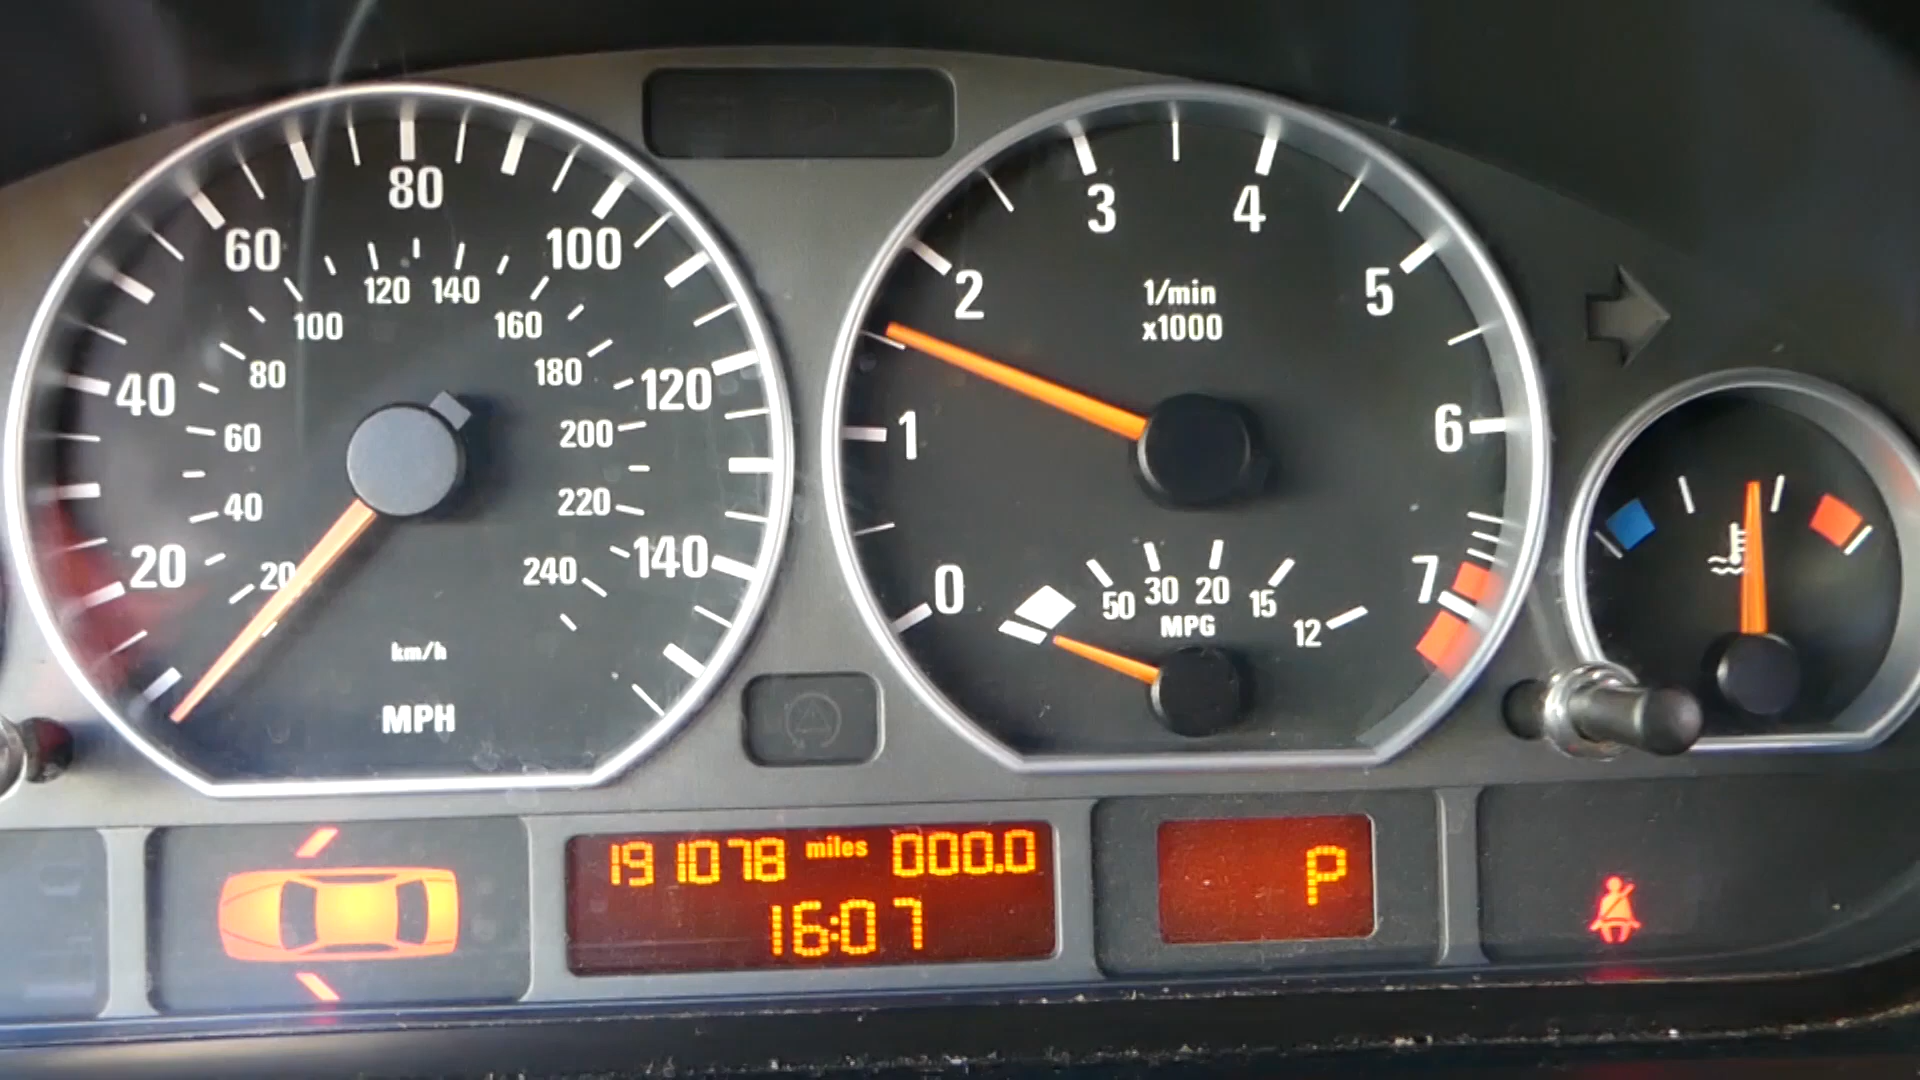 80
60 100
120 140
100 160
80 180
40 120
60 200
40 220
20 140
20 240
km/h
MPH
3 4
2 5
1/min
x1000
1 6
0 7
50 30 20 15 12
MPG
191078 miles 000.0
16:07
P